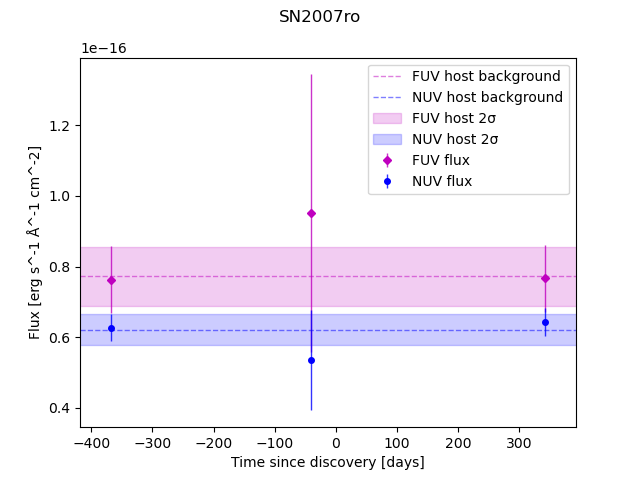 SN2007ro
1e−16
FUV host background
NUV host background
FUV host 2σ
NUV host 2σ
FUV flux
NUV flux
1.2
1.0
0.8
0.6
0.4
Flux [erg s^-1 Å^-1 cm^-2]
−400 −300 −200 −100 0 100 200 300
Time since discovery [days]